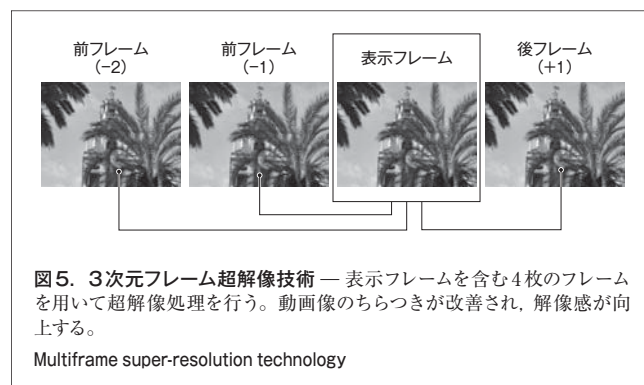 前フレーム
(−2)
前フレーム
(−1)
表示フレーム
後フレーム
(+1)
図5．3次元フレーム超解像技術 — 表示フレームを含む4枚のフレーム
を用いて超解像処理を行う。動画像のちらつきが改善され，解像感が向
上する。
Multiframe super-resolution technology